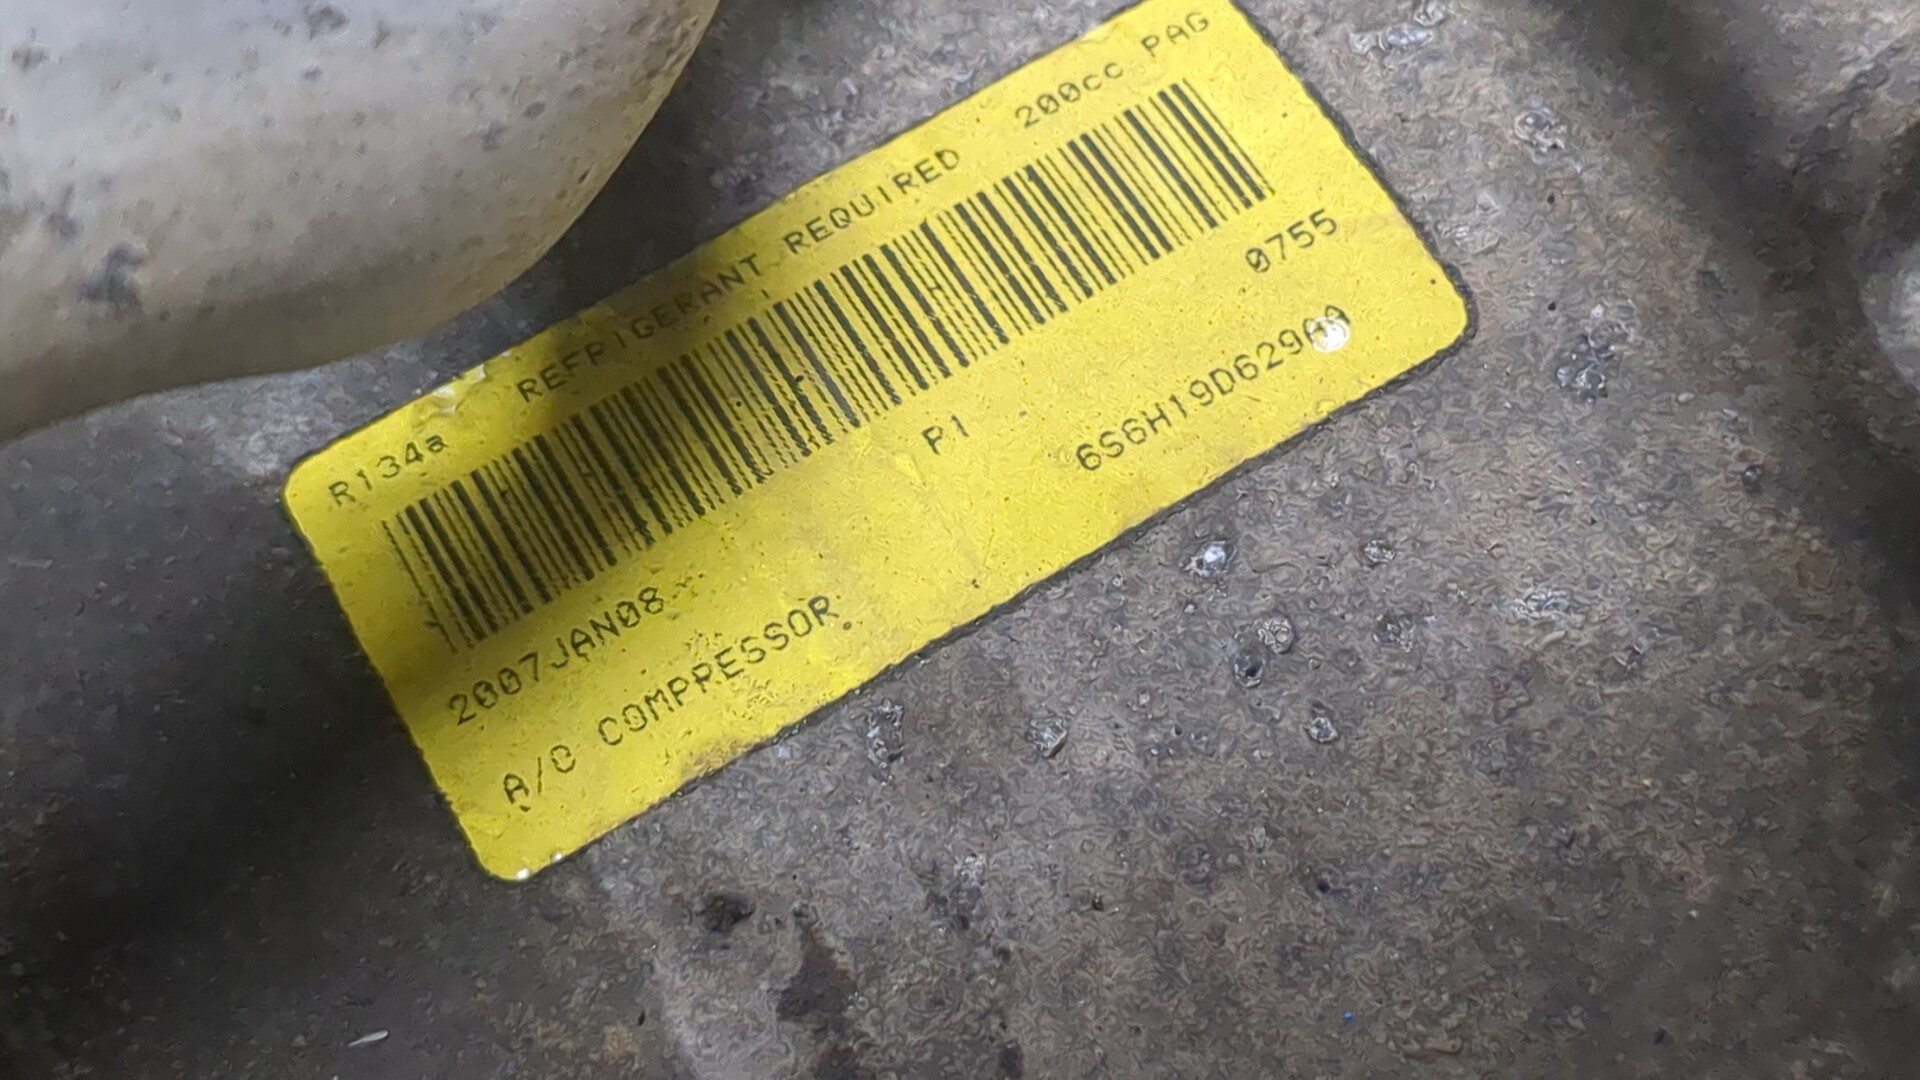 R134a REFRIGERANT REQUIRED 200cc PAG
2007JAN08 P1 0755
A/C COMPRESSOR 6S6H19D629AA